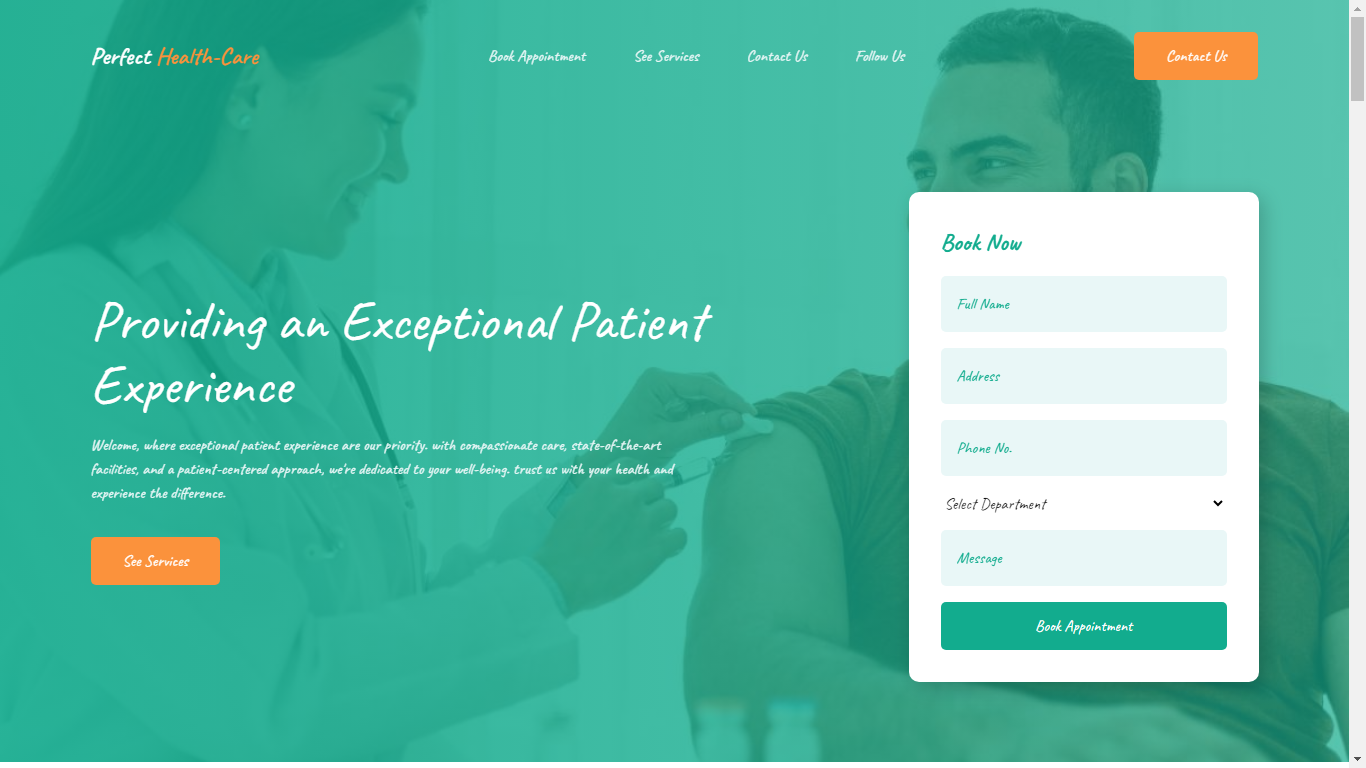 Perfect Health-Care
Book Appointment
See Services
Contact Us
Follow Us
Contact Us
Providing an Exceptional Patient
Experience
Welcome, where exceptional patient experience are our priority. with compassionate care, state-of-the-art
facilities, and a patient-centered approach, we're dedicated to your well-being. trust us with your health and
experience the difference.
See Services
Book Now
Full Name
Address
Phone No.
Select Department
Message
Book Appointment